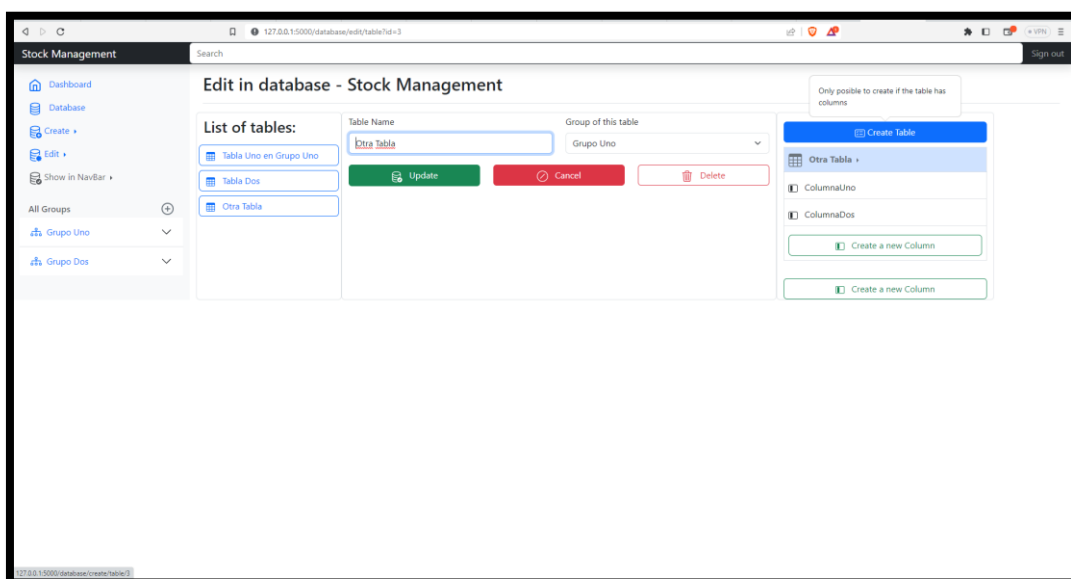 127.0.0.1:5000/database/edit/table?id=3
VPN
Stock Management
Search
Sign out
Dashboard
Database
Create
Edit
Show in NavBar
All Groups
Grupo Uno
Grupo Dos
Edit in database - Stock Management
List of tables:
Tabla Uno en Grupo Uno
Tabla Dos
Otra Tabla
Table Name
Otra Tabla
Group of this table
Grupo Uno
Update
Cancel
Delete
Only posible to create if the table has
columns
Create Table
Otra Tabla
ColumnaUno
ColumnaDos
Create a new Column
Create a new Column
127.0.0.1:5000/database/create/table/3